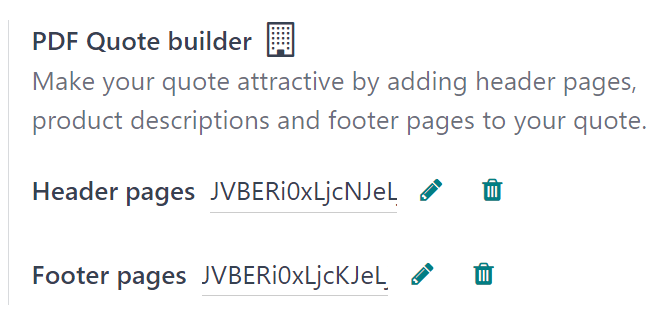 PDF Quote builder
Make your quote attractive by adding header pages,
product descriptions and footer pages to your quote.
Header pages JVBERi0xLjcNJeL
Footer pages JVBERi0xLjcKJeL